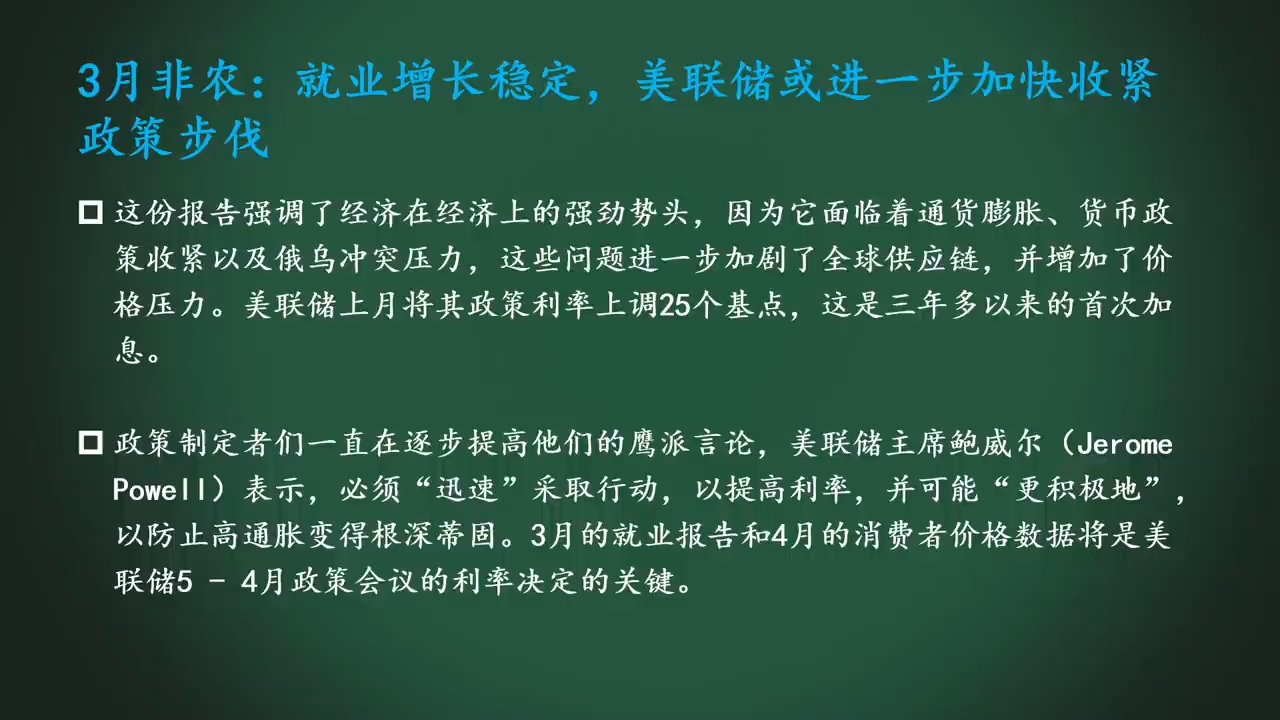 3月非农：就业增长稳定，美联储或进一步加快收紧
政策步伐
这份报告强调了经济在经济上的强劲势头，因为它面临着通货膨胀、货币政
策收紧以及俄乌冲突压力，这些问题进一步加剧了全球供应链，并增加了价
格压力。美联储上月将其政策利率上调25个基点，这是三年多以来的首次加
息。
政策制定者们一直在逐步提高他们的鹰派言论，美联储主席鲍威尔（Jerome
Powell）表示，必须“迅速”采取行动，以提高利率，并可能“更积极地”，
以防止高通胀变得根深蒂固。3月的就业报告和4月的消费者价格数据将是美
联储5 - 4月政策会议的利率决定的关键。